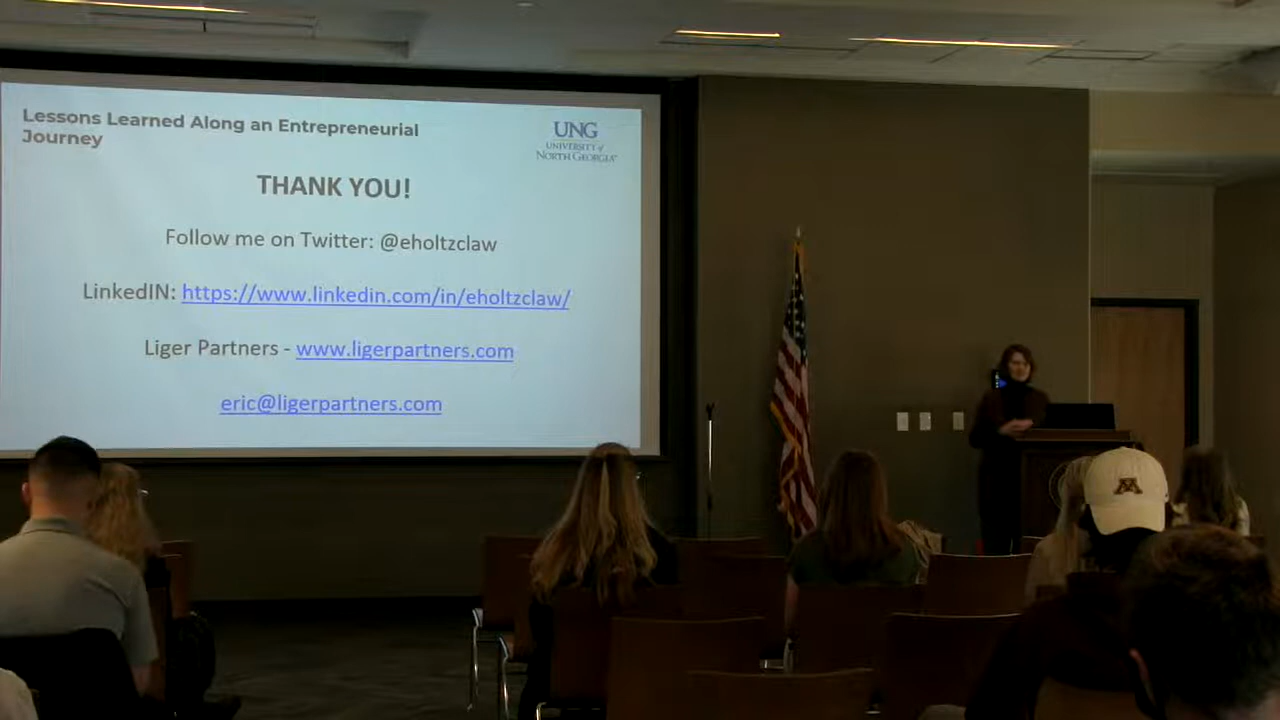 Lessons Learned Along an Entrepreneurial
Journey
UNG
UNIVERSITY of
NORTH GEORGIA
THANK YOU!
Follow me on Twitter: @eholtzclaw
LinkedIN: https://www.linkedin.com/in/eholtzclaw/
Liger Partners - www.ligerpartners.com
eric@ligerpartners.com
M